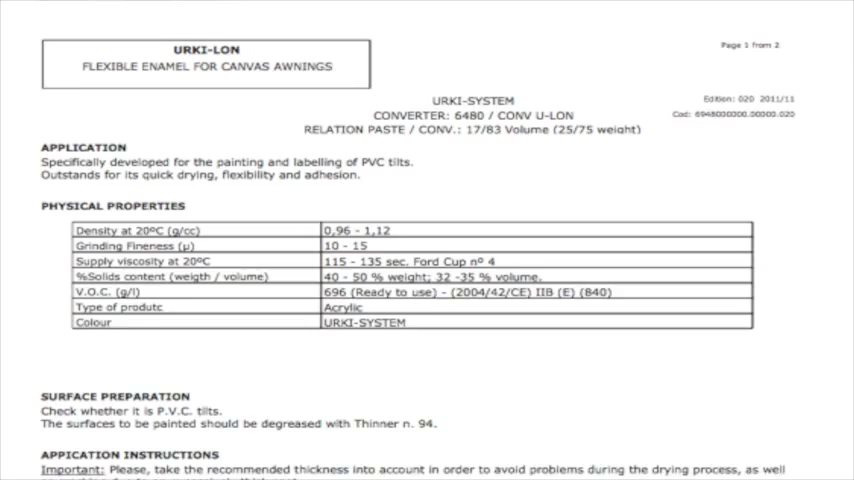 URKI-LON
FLEXIBLE ENAMEL FOR CANVAS AWNINGS
Page 1 from 2
Edition: 020 2011/11
Cod: 6948000000.00000.020
URKI-SYSTEM
CONVERTER: 6480 / CONV U-LON
RELATION PASTE / CONV.: 17/83 Volume (25/75 weight)
APPLICATION
Specifically developed for the painting and labelling of PVC tilts.
Outstands for its quick drying, flexibility and adhesion.
PHYSICAL PROPERTIES
Density at 20ºC (g/cc) 0,96 - 1,12
Grinding Fineness (µ) 10 - 15
Supply viscosity at 20ºC 115 - 135 sec. Ford Cup nº 4
%Solids content (weigth / volume) 40 - 50 % weight; 32 -35 % volume.
V.O.C. (g/l) 696 (Ready to use) - (2004/42/CE) IIB (E) (840)
Type of produtc Acrylic
Colour URKI-SYSTEM
SURFACE PREPARATION
Check whether it is P.V.C. tilts.
The surfaces to be painted should be degreased with Thinner n. 94.
APPICATION INSTRUCTIONS
Important: Please, take the recommended thickness into account in order to avoid problems during the drying process, as well